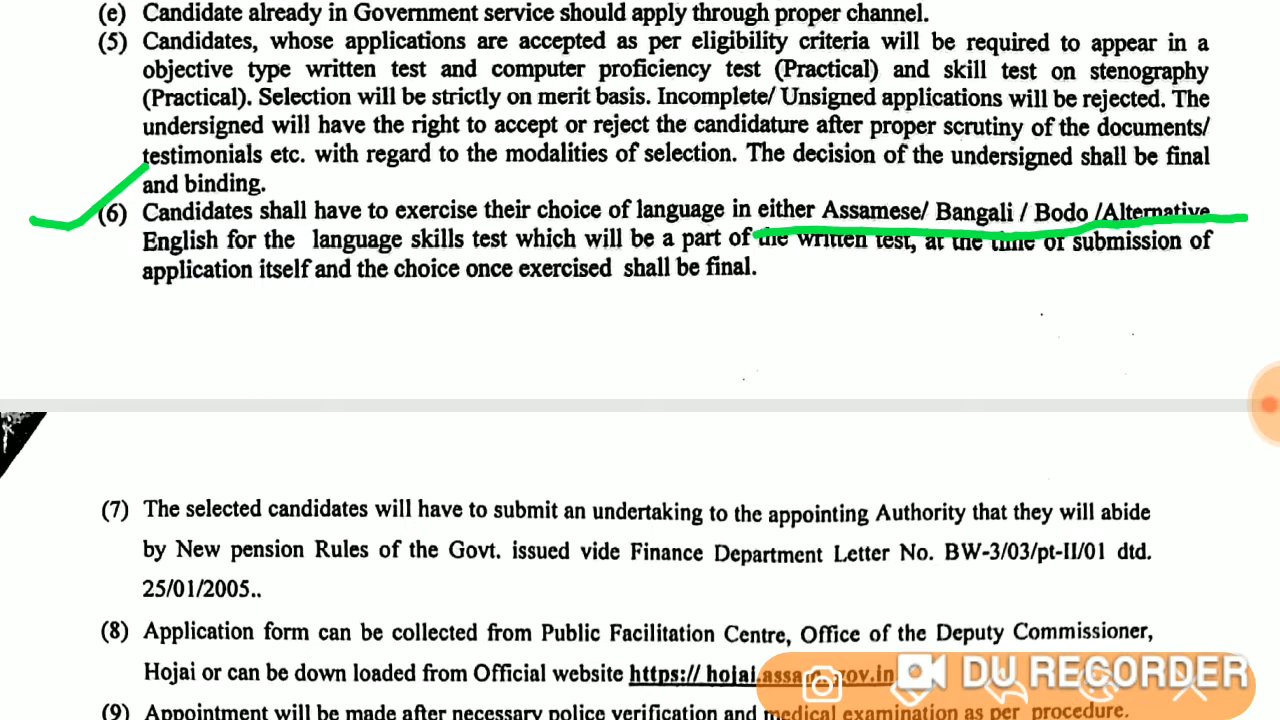 (e) Candidate already in Government service should apply through proper channel.
(5) Candidates, whose applications are accepted as per eligibility criteria will be required to appear in a
objective type written test and computer proficiency test (Practical) and skill test on stenography
(Practical). Selection will be strictly on merit basis. Incomplete/ Unsigned applications will be rejected. The
undersigned will have the right to accept or reject the candidature after proper scrutiny of the documents/
testimonials etc. with regard to the modalities of selection. The decision of the undersigned shall be final
and binding.
(6) Candidates shall have to exercise their choice of language in either Assamese/ Bangali / Bodo /Alternative
English for the language skills test which will be a part of the written test, at the time of submission of
application itself and the choice once exercised shall be final.
(7) The selected candidates will have to submit an undertaking to the appointing Authority that they will abide
by New pension Rules of the Govt. issued vide Finance Department Letter No. BW-3/03/pt-II/01 dtd.
25/01/2005..
(8) Application form can be collected from Public Facilitation Centre, Office of the Deputy Commissioner,
Hojai or can be down loaded from Official website https:// hojai.assam.gov.in
DU RECORDER
(9) Appointment will be made after necessary police verification and medical examination as per procedure.